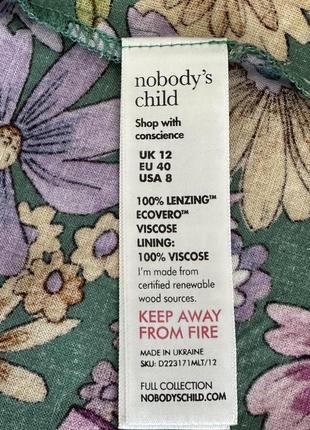 nobody's
child
Shop with
conscience
UK 12
EU 40
USA 8
100% LENZING™
ECOVERO™
VISCOSE
LINING:
100% VISCOSE
I'm made from
certified renewable
wood sources.
KEEP AWAY
FROM FIRE
MADE IN UKRAINE
SKU: D223171MLT/12
FULL COLLECTION
NOBODYSCHILD.COM